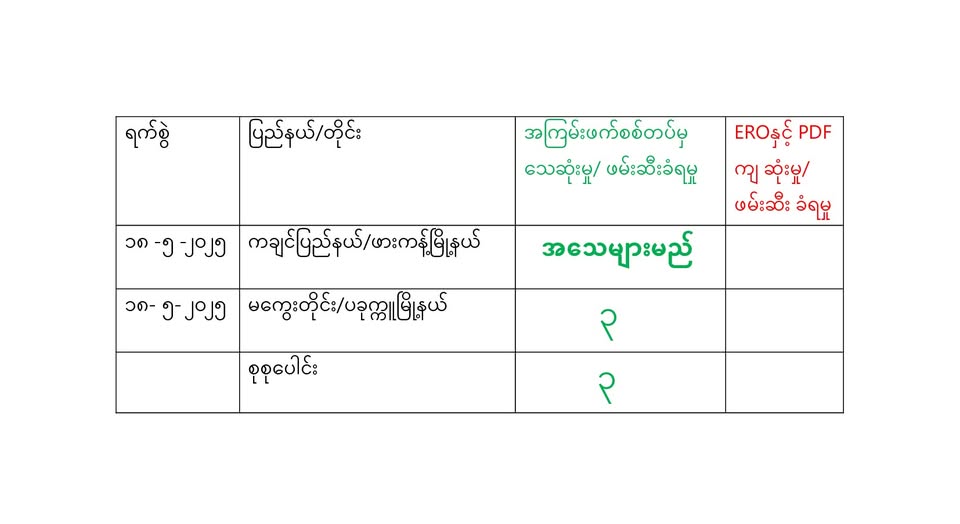 ရက်စွဲ
ပြည်နယ်/တိုင်း
အကြမ်းဖက်စစ်တပ်မှ
သေဆုံးမှု/ ဖမ်းဆီးခံရမှု
EROနှင့် PDF
ကျ ဆုံးမှု/
ဖမ်းဆီး ခံရမှု
၁၈ -၅ -၂၀၂၅
ကချင်ပြည်နယ်/ဖားကန့်မြို့နယ်
အသေများမည်
၁၈- ၅- ၂၀၂၅
မကွေးတိုင်း/ပခုက္ကူမြို့နယ်
၃
စုစုပေါင်း
၃